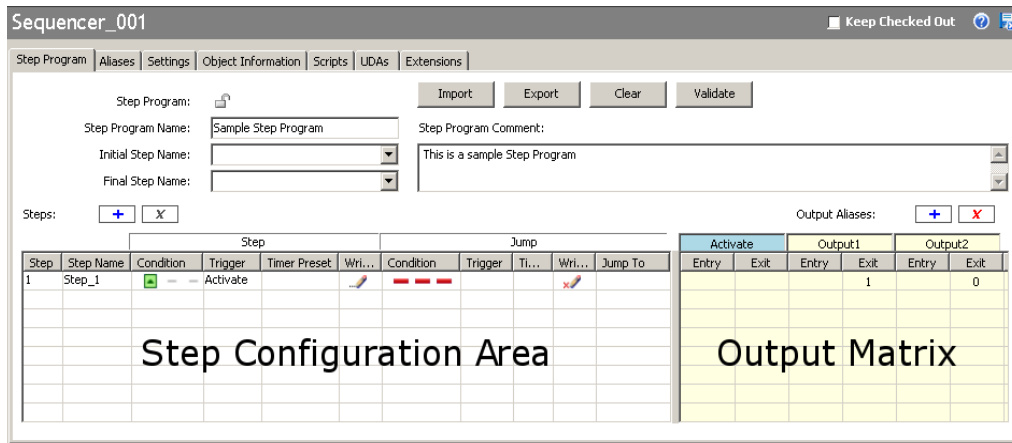 Sequencer_001 Keep Checked Out
Step Program Aliases Settings Object Information Scripts UDAs Extensions
Step Program: Import Export Clear Validate
Step Program Name: Sample Step Program Step Program Comment:
Initial Step Name: This is a sample Step Program
Final Step Name:
Steps: + X Output Aliases: + X
Step Jump Activate Output1 Output2
Step Step Name Condition Trigger Timer Preset Wri... Condition Trigger Ti... Wri... Jump To Entry Exit Entry Exit Entry Exit
1 Step_1 Activate 1 0
Step Configuration Area Output Matrix